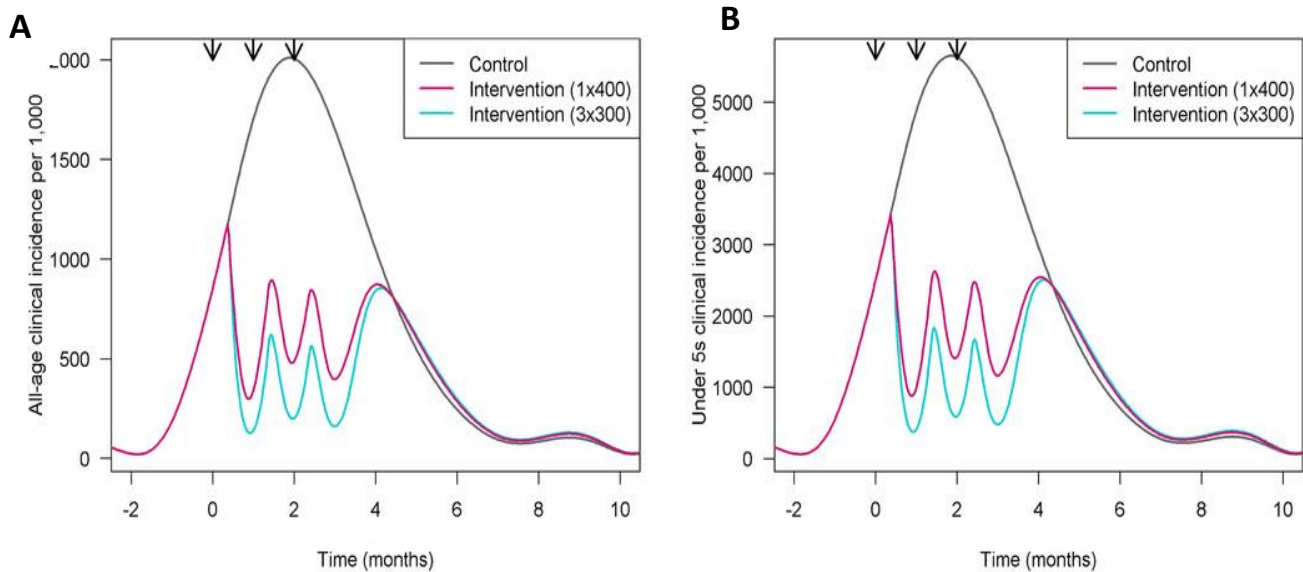 A
All-age clinical incidence per 1,000
000
1500
1000
500
0
-2 0 2 4 6 8 10
Time (months)
Control
Intervention (1x400)
Intervention (3x300)
B
Under 5s clinical incidence per 1,000
5000
4000
3000
2000
1000
0
-2 0 2 4 6 8 10
Time (months)
Control
Intervention (1x400)
Intervention (3x300)